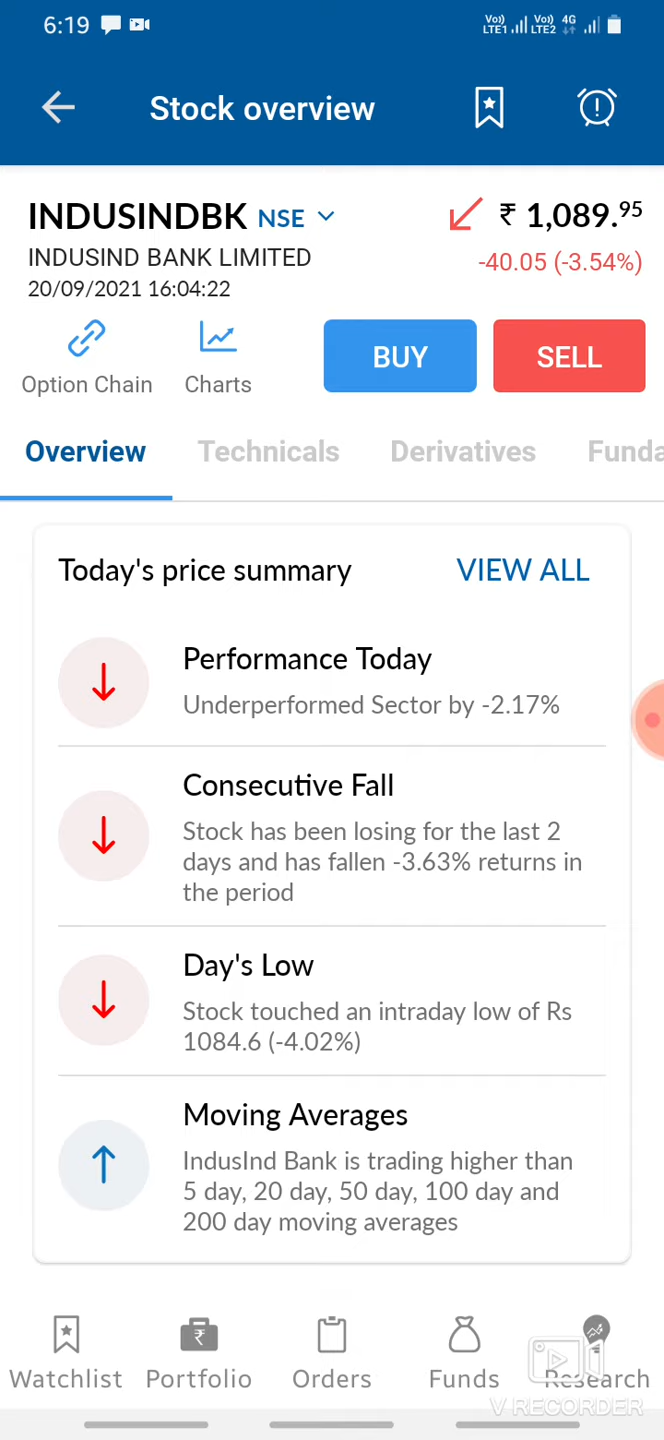 6:19 Vo)) LTE1 Vo)) LTE2 4G
Stock overview
INDUSINDBK NSE ₹ 1,089.95
INDUSIND BANK LIMITED -40.05 (-3.54%)
20/09/2021 16:04:22
Option Chain Charts BUY SELL
Overview Technicals Derivatives Funda
Today's price summary VIEW ALL
Performance Today
Underperformed Sector by -2.17%
Consecutive Fall
Stock has been losing for the last 2
days and has fallen -3.63% returns in
the period
Day's Low
Stock touched an intraday low of Rs
1084.6 (-4.02%)
Moving Averages
IndusInd Bank is trading higher than
5 day, 20 day, 50 day, 100 day and
200 day moving averages
Watchlist Portfolio Orders Funds Research
V RECORDER